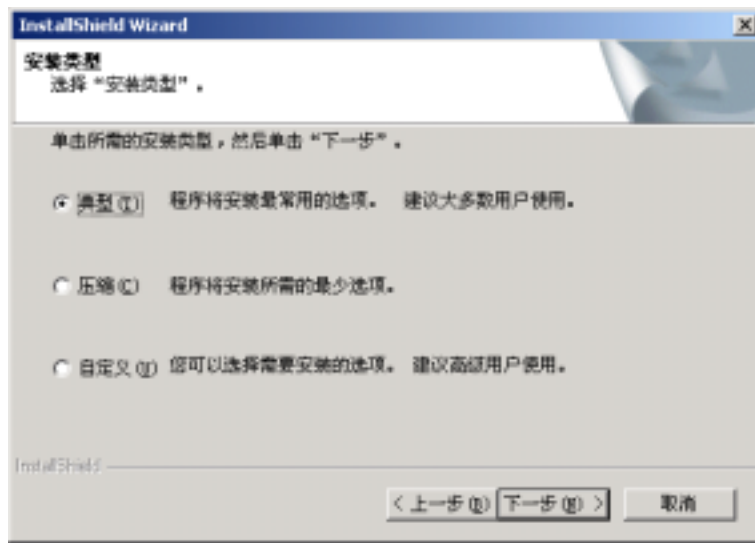 InstallShield Wizard
安装类型
选择“安装类型”。
单击所需的安装类型，然后单击“下一步”。
典型(T) 程序将安装最常用的选项。 建议大多数用户使用。
压缩(C) 程序将安装所需的最少选项。
自定义(U) 您可以选择需要安装的选项。 建议高级用户使用。
InstallShield
< 上一步(B) 下一步(N) > 取消